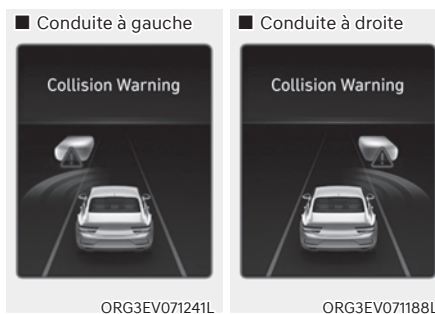 ■ Conduite à gauche
Collision Warning
ORG3EV071241L
■ Conduite à droite
Collision Warning
ORG3EV071188L